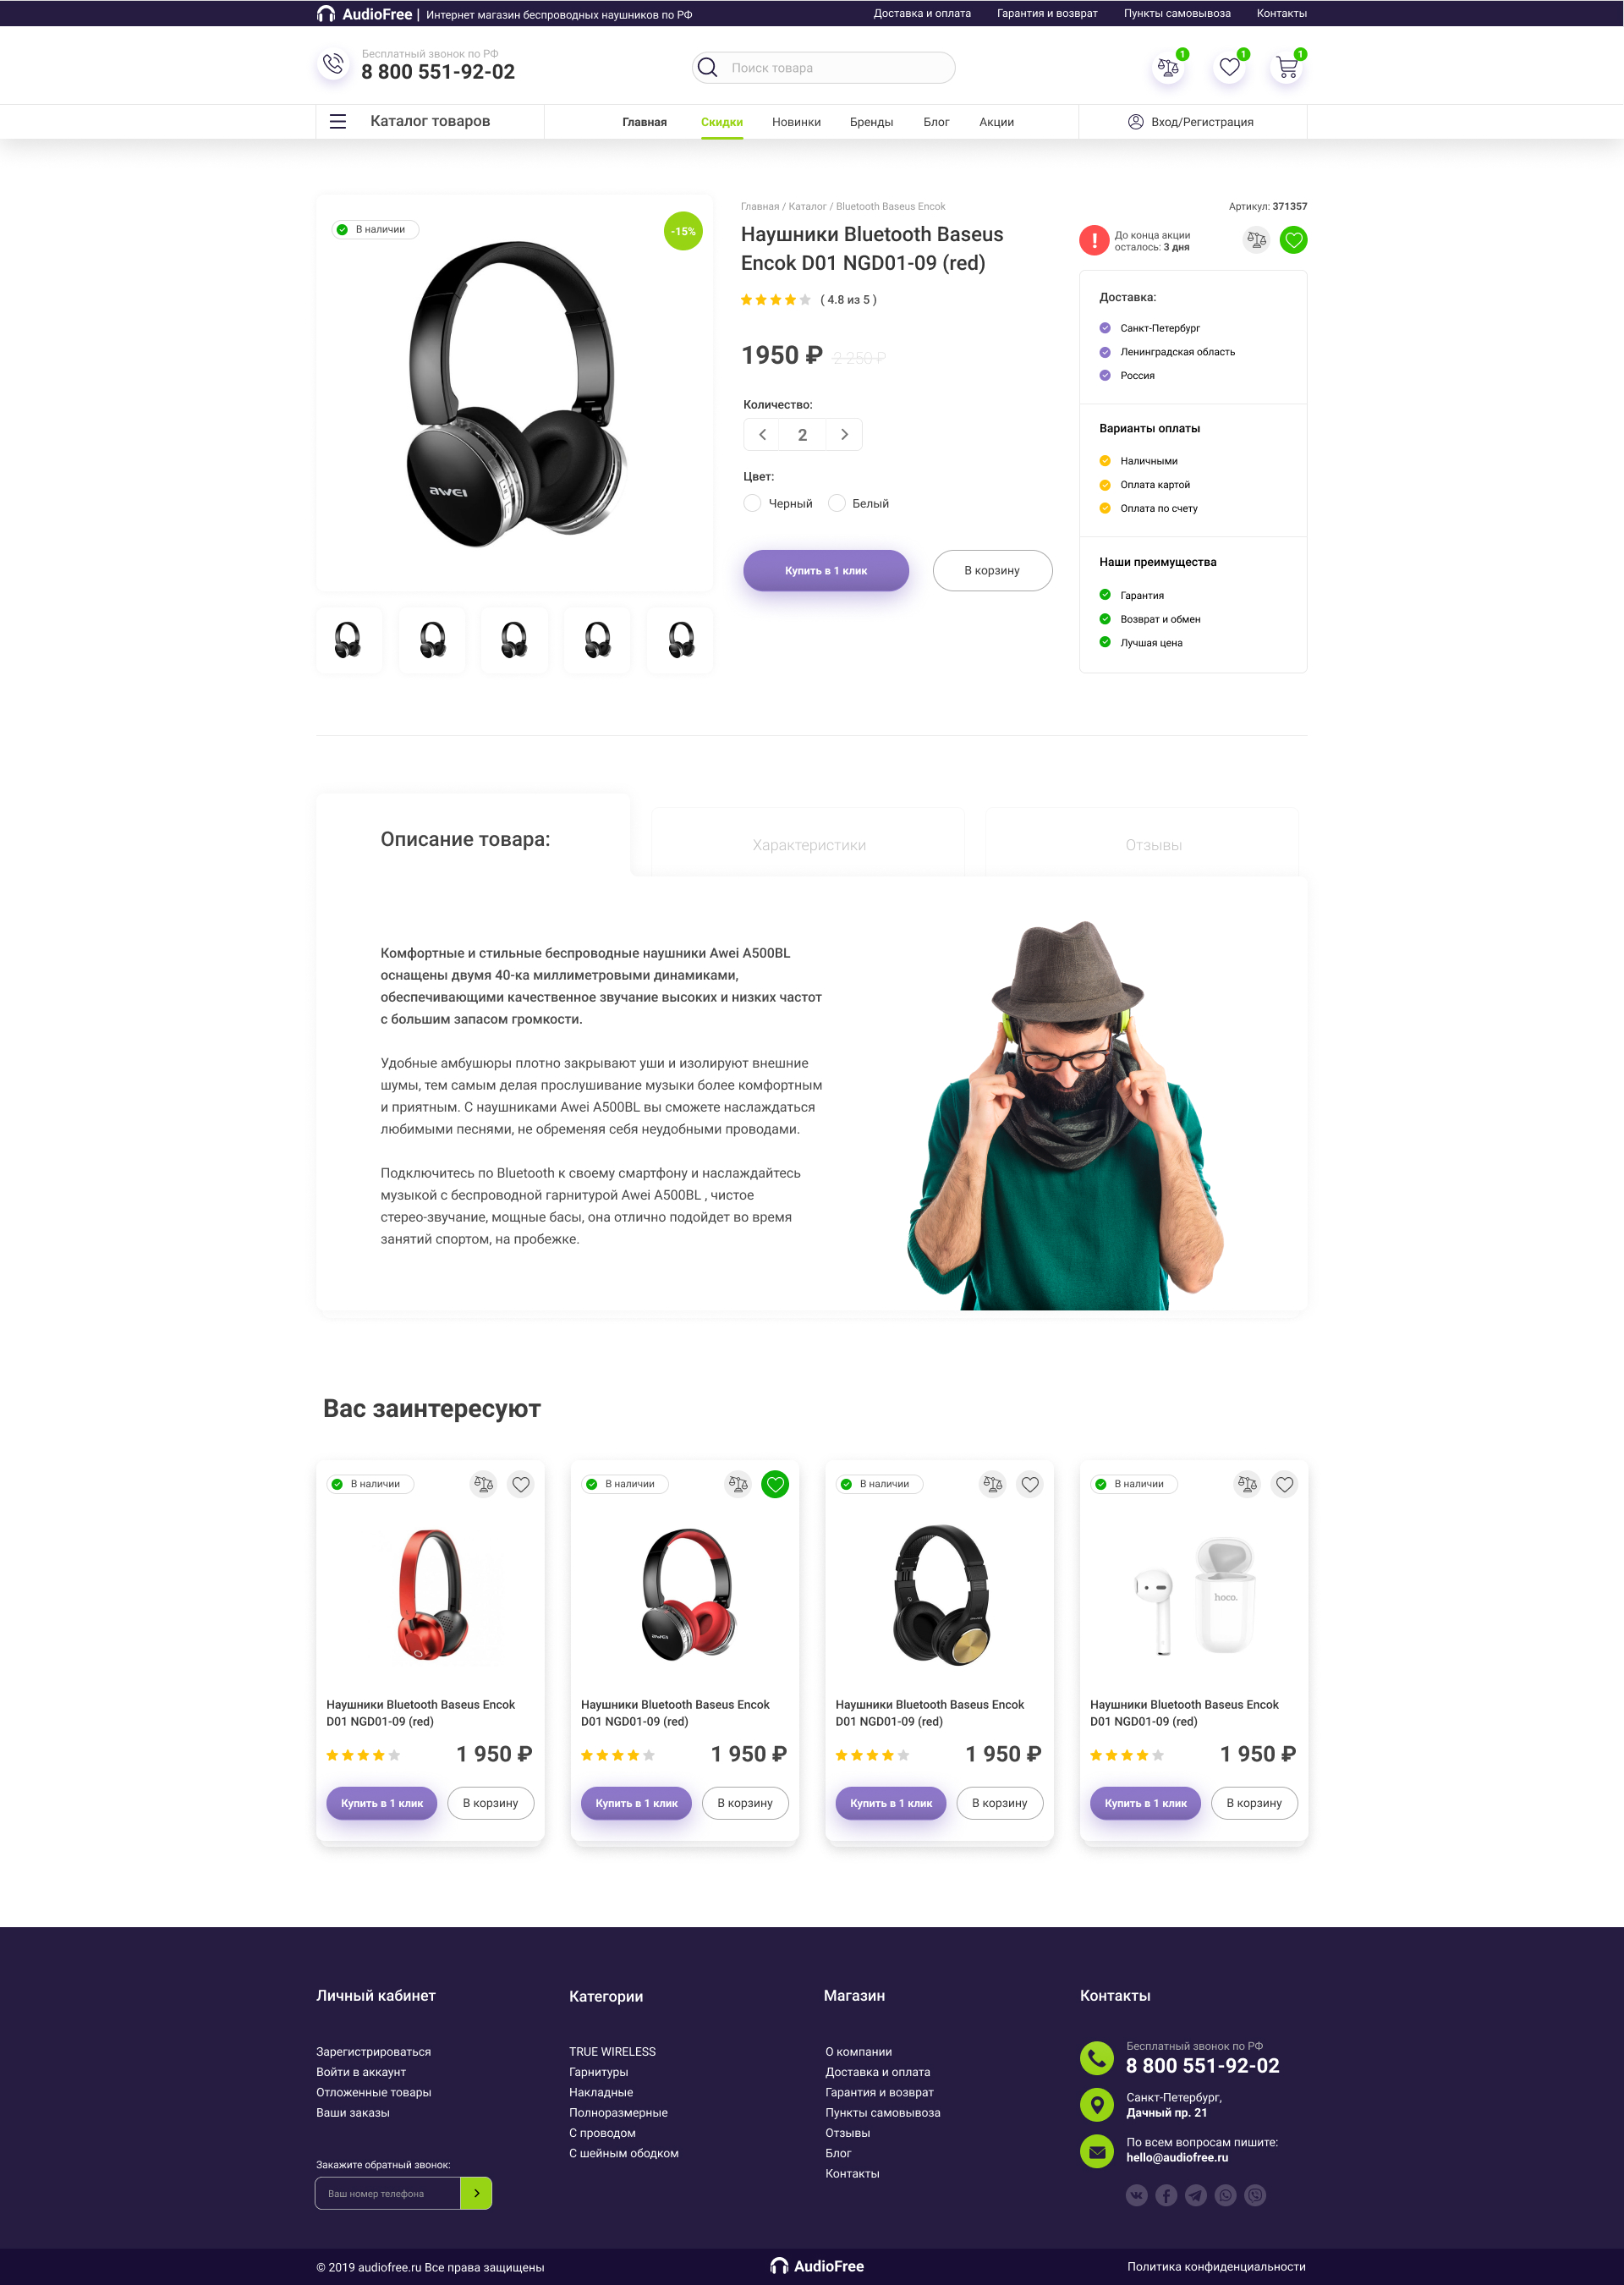 AudioFree | Интернет магазин беспроводных наушников по РФ
Доставка и оплата Гарантия и возврат Пункты самовывоза Контакты
Бесплатный звонок по РФ
8 800 551-92-02
Поиск товара
1 1 1
Каталог товаров
Главная Скидки Новинки Бренды Блог Акции
Вход/Регистрация
В наличии
-15%
awei
Главная / Каталог / Bluetooth Baseus Encok
Наушники Bluetooth Baseus
Encok D01 NGD01-09 (red)
( 4.8 из 5 )
1950 ₽ 2 250 ₽
Количество:
2
Цвет:
Черный Белый
Купить в 1 клик В корзину
Артикул: 371357
! До конца акции
осталось: 3 дня
Доставка:
Санкт-Петербург
Ленинградская область
Россия
Варианты оплаты
Наличными
Оплата картой
Оплата по счету
Наши преимущества
Гарантия
Возврат и обмен
Лучшая цена
Описание товара:
Характеристики
Отзывы
Комфортные и стильные беспроводные наушники Awei A500BL
оснащены двумя 40-ка миллиметровыми динамиками,
обеспечивающими качественное звучание высоких и низких частот
с большим запасом громкости.
Удобные амбушюры плотно закрывают уши и изолируют внешние
шумы, тем самым делая прослушивание музыки более комфортным
и приятным. С наушниками Awei A500BL вы сможете наслаждаться
любимыми песнями, не обременяя себя неудобными проводами.
Подключитесь по Bluetooth к своему смартфону и наслаждайтесь
музыкой с беспроводной гарнитурой Awei A500BL , чистое
стерео-звучание, мощные басы, она отлично подойдет во время
занятий спортом, на пробежке.
Вас заинтересуют
В наличии
Наушники Bluetooth Baseus Encok
D01 NGD01-09 (red)
1 950 ₽
Купить в 1 клик В корзину
В наличии
awei
Наушники Bluetooth Baseus Encok
D01 NGD01-09 (red)
1 950 ₽
Купить в 1 клик В корзину
В наличии
Наушники Bluetooth Baseus Encok
D01 NGD01-09 (red)
1 950 ₽
Купить в 1 клик В корзину
В наличии
hoco.
Наушники Bluetooth Baseus Encok
D01 NGD01-09 (red)
1 950 ₽
Купить в 1 клик В корзину
Личный кабинет
Зарегистрироваться
Войти в аккаунт
Отложенные товары
Ваши заказы
Закажите обратный звонок:
Ваш номер телефона
Категории
TRUE WIRELESS
Гарнитуры
Накладные
Полноразмерные
С проводом
С шейным ободком
Магазин
О компании
Доставка и оплата
Гарантия и возврат
Пункты самовывоза
Отзывы
Блог
Контакты
Контакты
Бесплатный звонок по РФ
8 800 551-92-02
Санкт-Петербург,
Дачный пр. 21
По всем вопросам пишите:
hello@audiofree.ru
© 2019 audiofree.ru Все права защищены
AudioFree
Политика конфиденциальности